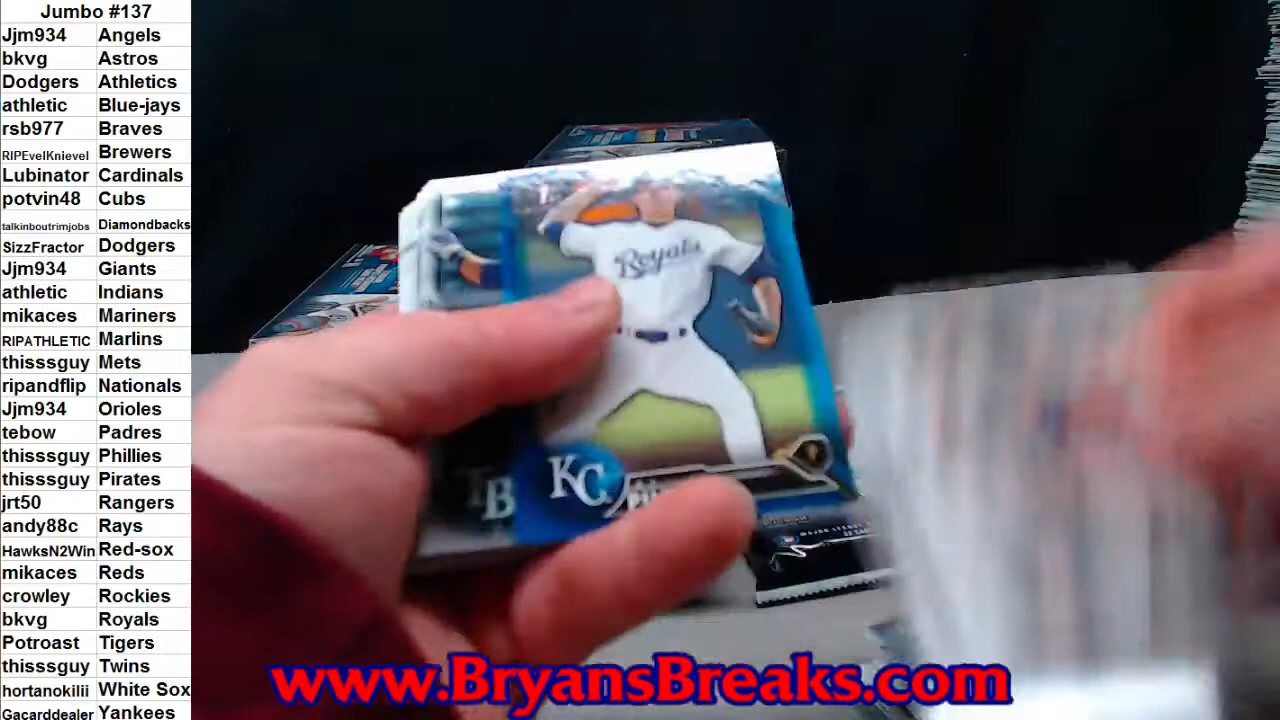 Jumbo #137
Jjm934 Angels
bkvg Astros
Dodgers Athletics
athletic Blue-jays
rsb977 Braves
RIPEvelKnievel Brewers
Lubinator Cardinals
potvin48 Cubs
talkinboutrimjobs Diamondbacks
SizzFractor Dodgers
Jjm934 Giants
athletic Indians
mikaces Mariners
RIPATHLETIC Marlins
thisssguy Mets
ripandflip Nationals
Jjm934 Orioles
tebow Padres
thisssguy Phillies
thisssguy Pirates
jrt50 Rangers
andy88c Rays
HawksN2Win Red-sox
mikaces Reds
crowley Rockies
bkvg Royals
Potroast Tigers
thisssguy Twins
hortanokilii White Sox
Gacarddealer Yankees
Royals
TB
KC
www.BryansBreaks.com